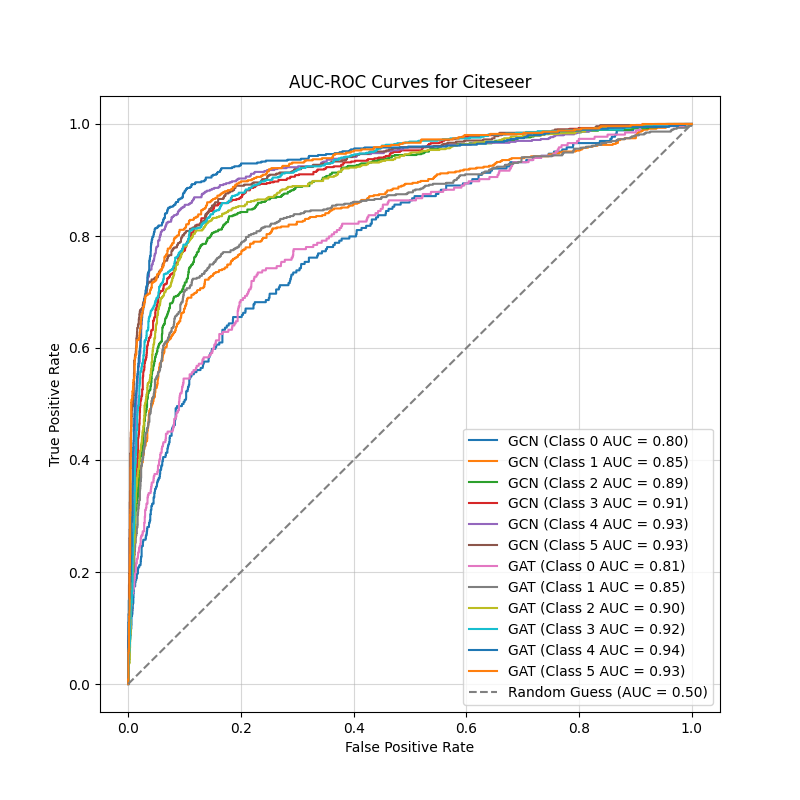 AUC-ROC Curves for Citeseer
True Positive Rate
1.0
0.8
0.6
0.4
0.2
0.0
GCN (Class 0 AUC = 0.80)
GCN (Class 1 AUC = 0.85)
GCN (Class 2 AUC = 0.89)
GCN (Class 3 AUC = 0.91)
GCN (Class 4 AUC = 0.93)
GCN (Class 5 AUC = 0.93)
GAT (Class 0 AUC = 0.81)
GAT (Class 1 AUC = 0.85)
GAT (Class 2 AUC = 0.90)
GAT (Class 3 AUC = 0.92)
GAT (Class 4 AUC = 0.94)
GAT (Class 5 AUC = 0.93)
Random Guess (AUC = 0.50)
0.0 0.2 0.4 0.6 0.8 1.0
False Positive Rate